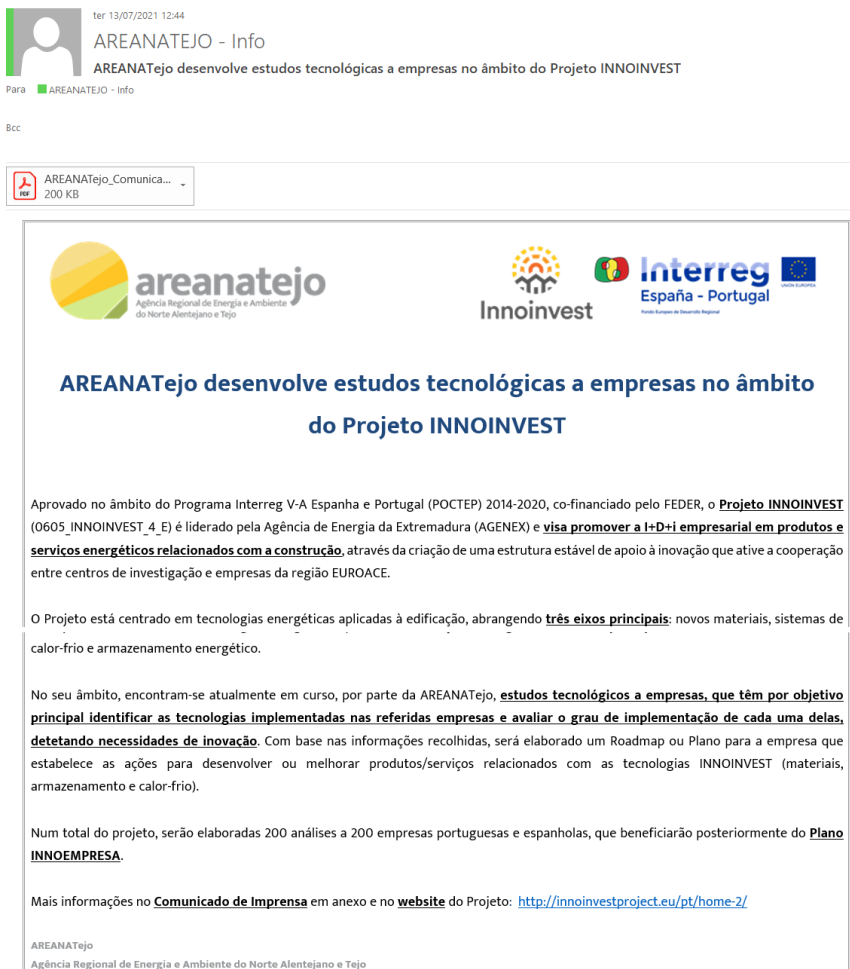 ter 13/07/2021 12:44
AREANATEJO - Info
AREANATejo desenvolve estudos tecnológicas a empresas no âmbito do Projeto INNOINVEST
Para AREANATEJO - Info
Bcc
AREANATejo_Comunica...
200 KB
PDF
areanatejo
Agência Regional de Energia e Ambiente
do Norte Alentejano e Tejo
Innoinvest
Interreg
España - Portugal
Fondo Europeo de Desarrollo Regional
UNIÓN EUROPEA
AREANATejo desenvolve estudos tecnológicas a empresas no âmbito
do Projeto INNOINVEST
Aprovado no âmbito do Programa Interreg V-A Espanha e Portugal (POCTEP) 2014-2020, co-financiado pelo FEDER, o Projeto INNOINVEST
(0605_INNOINVEST_4_E) é liderado pela Agência de Energia da Extremadura (AGENEX) e visa promover a I+D+i empresarial em produtos e
serviços energéticos relacionados com a construção, através da criação de uma estrutura estável de apoio à inovação que ative a cooperação
entre centros de investigação e empresas da região EUROACE.
O Projeto está centrado em tecnologias energéticas aplicadas à edificação, abrangendo três eixos principais: novos materiais, sistemas de
calor-frio e armazenamento energético.
No seu âmbito, encontram-se atualmente em curso, por parte da AREANATejo, estudos tecnológicos a empresas, que têm por objetivo
principal identificar as tecnologias implementadas nas referidas empresas e avaliar o grau de implementação de cada uma delas,
detetando necessidades de inovação. Com base nas informações recolhidas, será elaborado um Roadmap ou Plano para a empresa que
estabelece as ações para desenvolver ou melhorar produtos/serviços relacionados com as tecnologias INNOINVEST (materiais,
armazenamento e calor-frio).
Num total do projeto, serão elaboradas 200 análises a 200 empresas portuguesas e espanholas, que beneficiarão posteriormente do Plano
INNOEMPRESA.
Mais informações no Comunicado de Imprensa em anexo e no website do Projeto: http://innoinvestproject.eu/pt/home-2/
AREANATejo
Agência Regional de Energia e Ambiente do Norte Alentejano e Tejo